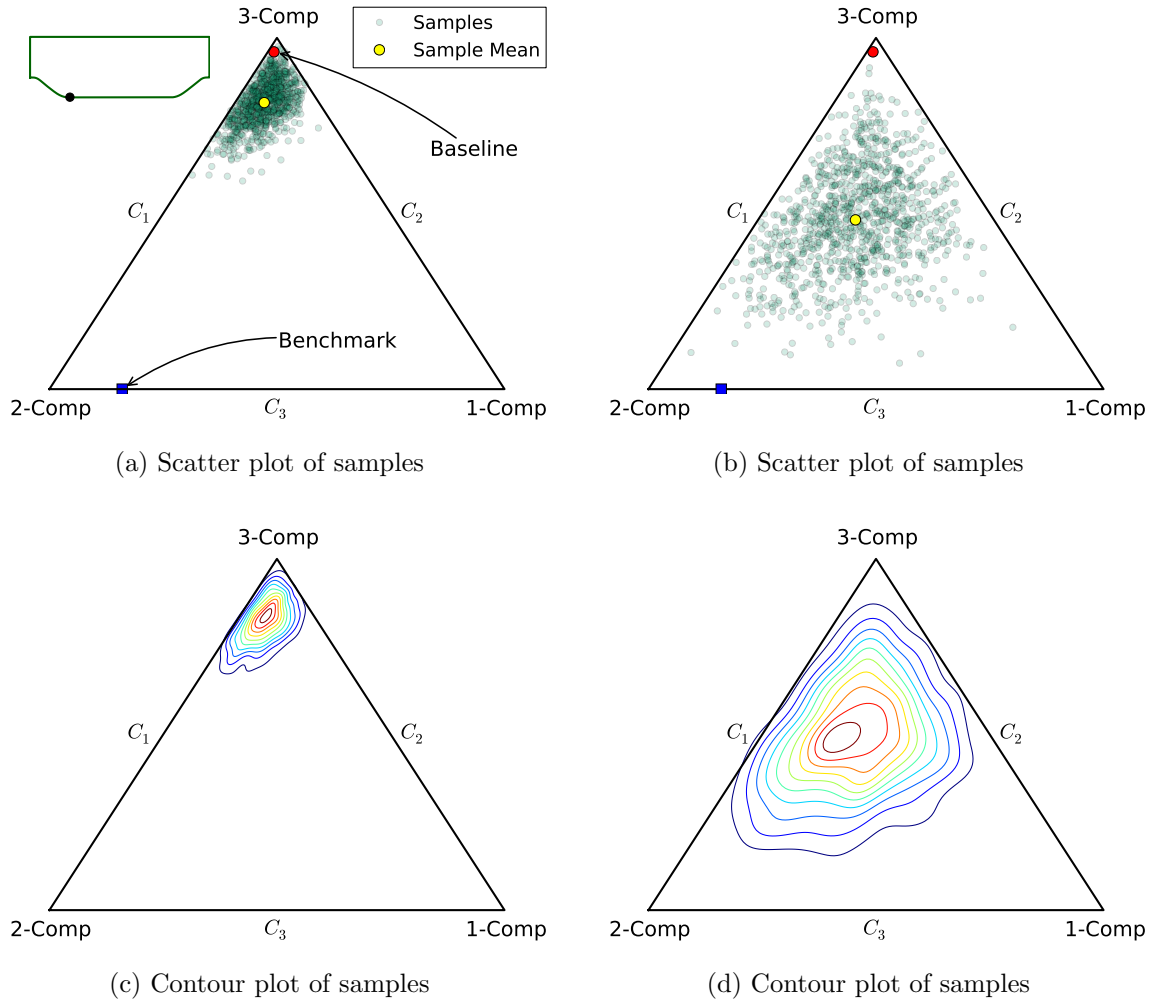 3-Comp
Samples
Sample Mean
Baseline
C1
C2
Benchmark
2-Comp
C3
1-Comp
(a) Scatter plot of samples
3-Comp
C1
C2
2-Comp
C3
1-Comp
(b) Scatter plot of samples
3-Comp
C1
C2
2-Comp
C3
1-Comp
(c) Contour plot of samples
3-Comp
C1
C2
2-Comp
C3
1-Comp
(d) Contour plot of samples